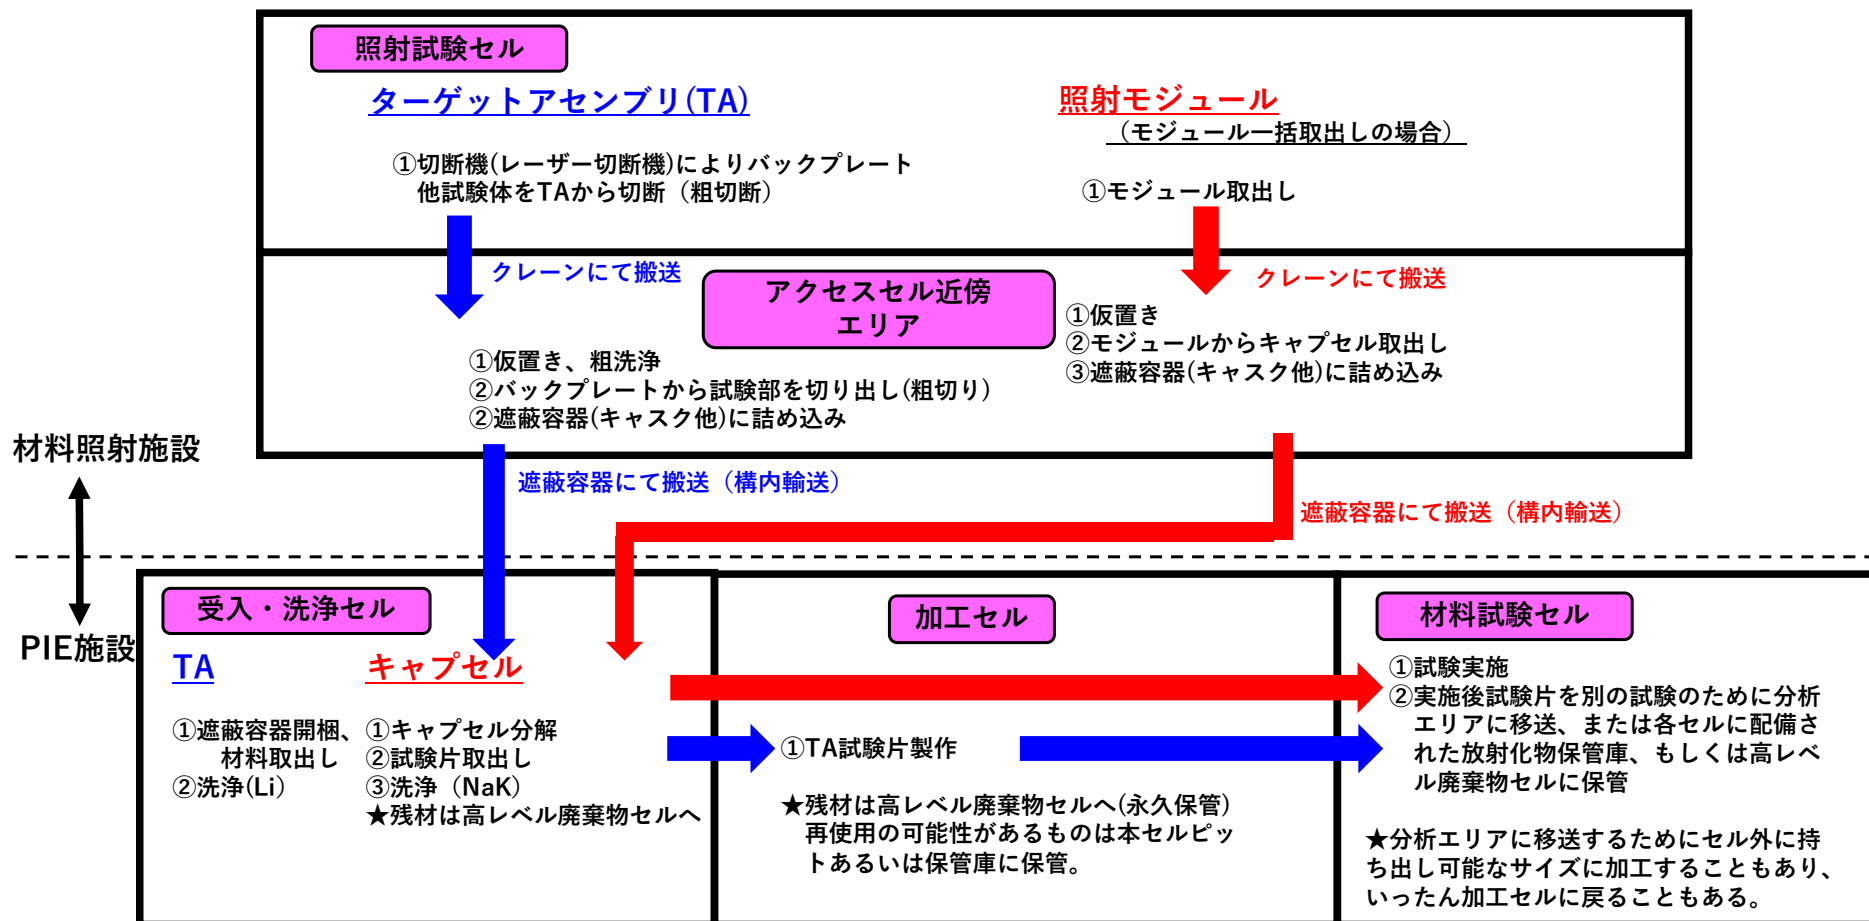 照射試験セル
ターゲットアセンブリ(TA)
①切断機(レーザー切断機)によりバックプレート
他試験体をTAから切断（粗切断）
照射モジュール
（モジュール一括取出しの場合）
①モジュール取出し
クレーンにて搬送
アクセスセル近傍
エリア
クレーンにて搬送
①仮置き、粗洗浄
②バックプレートから試験部を切り出し(粗切り)
②遮蔽容器(キャスク他)に詰め込み
①仮置き
②モジュールからキャプセル取出し
③遮蔽容器(キャスク他)に詰め込み
材料照射施設
遮蔽容器にて搬送（構内輸送）
遮蔽容器にて搬送（構内輸送）
PIE施設
受入・洗浄セル
TA
①遮蔽容器開梱、
材料取出し
②洗浄(Li)
キャプセル
①キャプセル分解
②試験片取出し
③洗浄（NaK）
★残材は高レベル廃棄物セルへ
加工セル
①TA試験片製作
★残材は高レベル廃棄物セルへ(永久保管)
再使用の可能性があるものは本セルピッ
トあるいは保管庫に保管。
材料試験セル
①試験実施
②実施後試験片を別の試験のために分析
エリアに移送、または各セルに配備さ
れた放射化物保管庫、もしくは高レベ
ル廃棄物セルに保管
★分析エリアに移送するためにセル外に持
ち出し可能なサイズに加工することもあり、
いったん加工セルに戻ることもある。